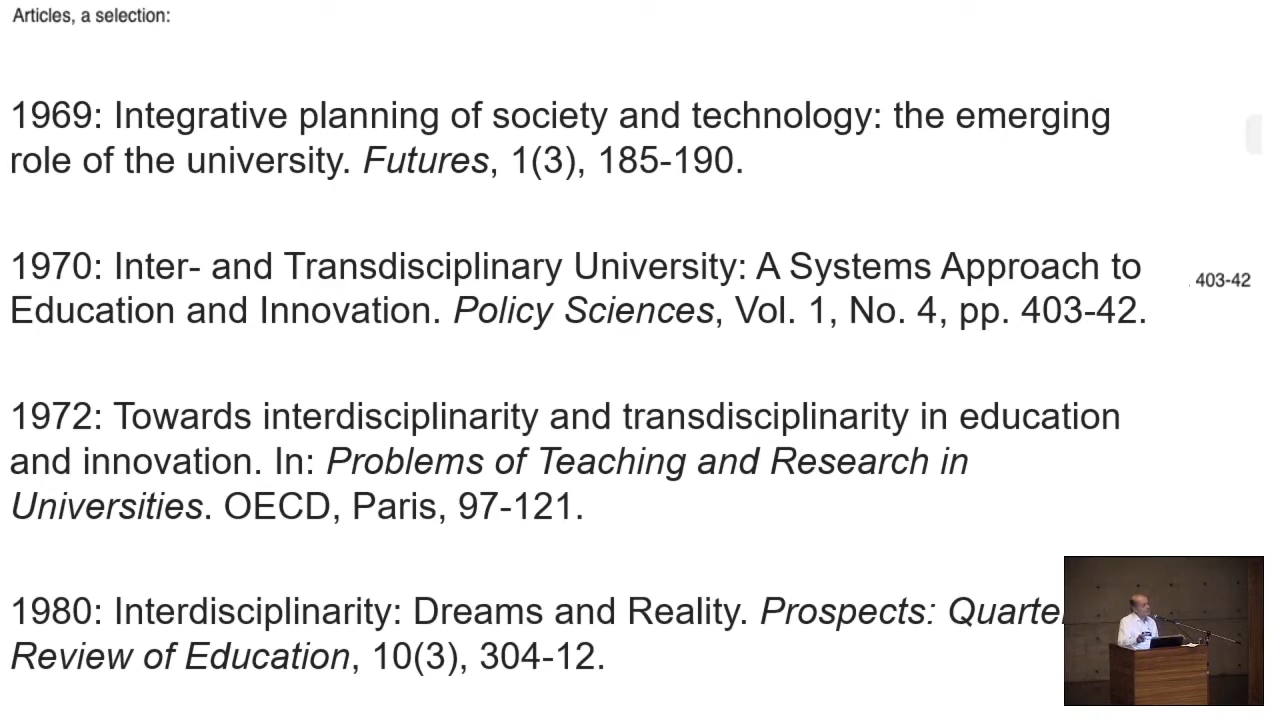 Articles, a selection:
1969: Integrative planning of society and technology: the emerging
role of the university. Futures, 1(3), 185-190.
1970: Inter- and Transdisciplinary University: A Systems Approach to
Education and Innovation. Policy Sciences, Vol. 1, No. 4, pp. 403-42.
403-42
1972: Towards interdisciplinarity and transdisciplinarity in education
and innovation. In: Problems of Teaching and Research in
Universities. OECD, Paris, 97-121.
1980: Interdisciplinarity: Dreams and Reality. Prospects:
Review of Education, 10(3), 304-12.